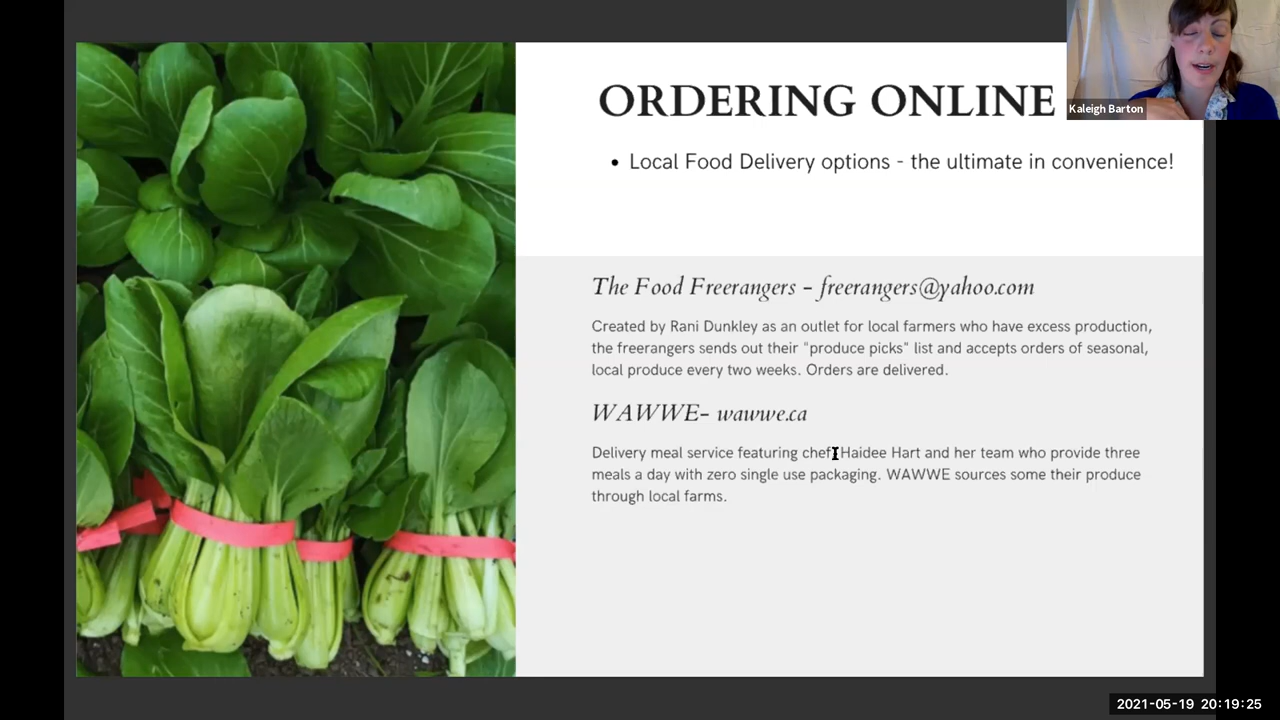 ORDERING ONLINE
Kaleigh Barton
• Local Food Delivery options - the ultimate in convenience!
The Food Freerangers - freerangers@yahoo.com
Created by Rani Dunkley as an outlet for local farmers who have excess production,
the freerangers sends out their "produce picks" list and accepts orders of seasonal,
local produce every two weeks. Orders are delivered.
WAWWE- wawwe.ca
Delivery meal service featuring chef Haidee Hart and her team who provide three
meals a day with zero single use packaging. WAWWE sources some their produce
through local farms.
2021-05-19 20:19:25